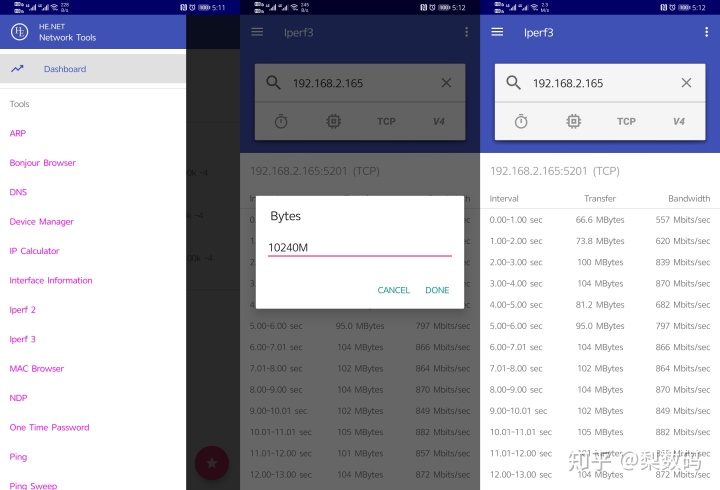 228 B/s
5:11
HE.NET
Network Tools
Dashboard
Tools
ARP
Bonjour Browser
DNS
Device Manager
IP Calculator
Interface Information
Iperf 2
Iperf 3
MAC Browser
NDP
One Time Password
Ping
Ping Sweep
245 B/s
5:12
Iperf3
192.168.2.165
TCP V4
192.168.2.165:5201 (TCP)
Bytes
10240M
CANCEL DONE
5.00-6.00 sec 95.0 MBytes 797 Mbits/sec
6.00-7.01 sec 104 MBytes 866 Mbits/sec
7.01-8.00 sec 102 MBytes 864 Mbits/sec
8.00-9.00 sec 104 MBytes 870 Mbits/sec
9.00-10.01 sec 102 MBytes 849 Mbits/sec
10.01-11.01 sec 105 MBytes 882 Mbits/sec
11.01-12.00 sec 101 MBytes 857 Mbits/sec
12.00-13.00 sec 104 MBytes 872 Mbits/sec
5:12
Iperf3
192.168.2.165
TCP V4
192.168.2.165:5201 (TCP)
Interval Transfer Bandwidth
0.00-1.00 sec 66.6 MBytes 557 Mbits/sec
1.00-2.00 sec 73.8 MBytes 620 Mbits/sec
2.00-3.00 sec 100 MBytes 839 Mbits/sec
3.00-4.00 sec 104 MBytes 870 Mbits/sec
4.00-5.00 sec 81.2 MBytes 682 Mbits/sec
5.00-6.00 sec 95.0 MBytes 797 Mbits/sec
6.00-7.01 sec 104 MBytes 866 Mbits/sec
7.01-8.00 sec 102 MBytes 864 Mbits/sec
8.00-9.00 sec 104 MBytes 870 Mbits/sec
9.00-10.01 sec 102 MBytes 849 Mbits/sec
10.01-11.01 sec 105 MBytes 882 Mbits/sec
11.01-12.00 sec
12.00-13.00 sec 104 MBytes 872 Mbits/sec
知乎 @梨数码